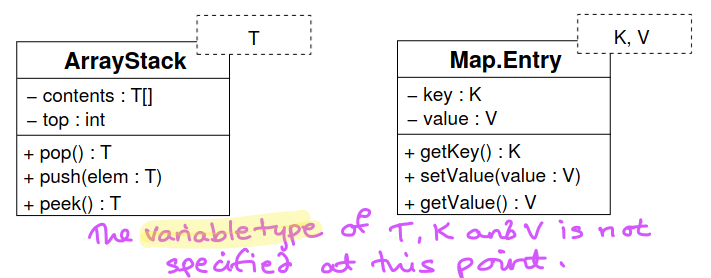 T
ArrayStack
– contents : T[]
– top : int
+ pop() : T
+ push(elem : T)
+ peek() : T
K, V
Map.Entry
– key : K
– value : V
+ getKey() : K
+ setValue(value : V)
+ getValue() : V
The variable type of T, K and V is not
specified at this point.